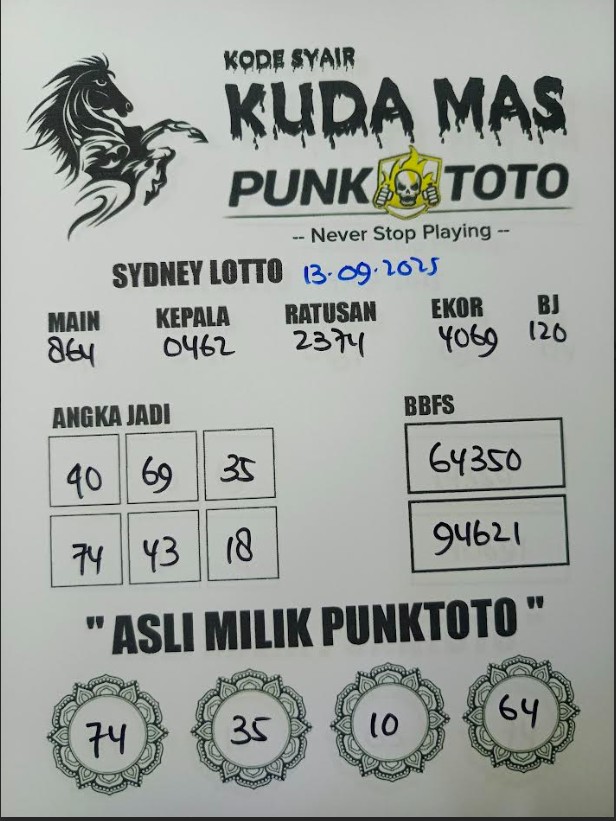 KODE SYAIR
KUDA MAS
PUNK TOTO
-- Never Stop Playing --
SYDNEY LOTTO 13-09-2025
MAIN KEPALA RATUSAN EKOR BJ
864 0462 2374 4069 120
ANGKA JADI BBFS
40 69 35 64350
74 43 18 94621
" ASLI MILIK PUNKTOTO "
74 35 10 64